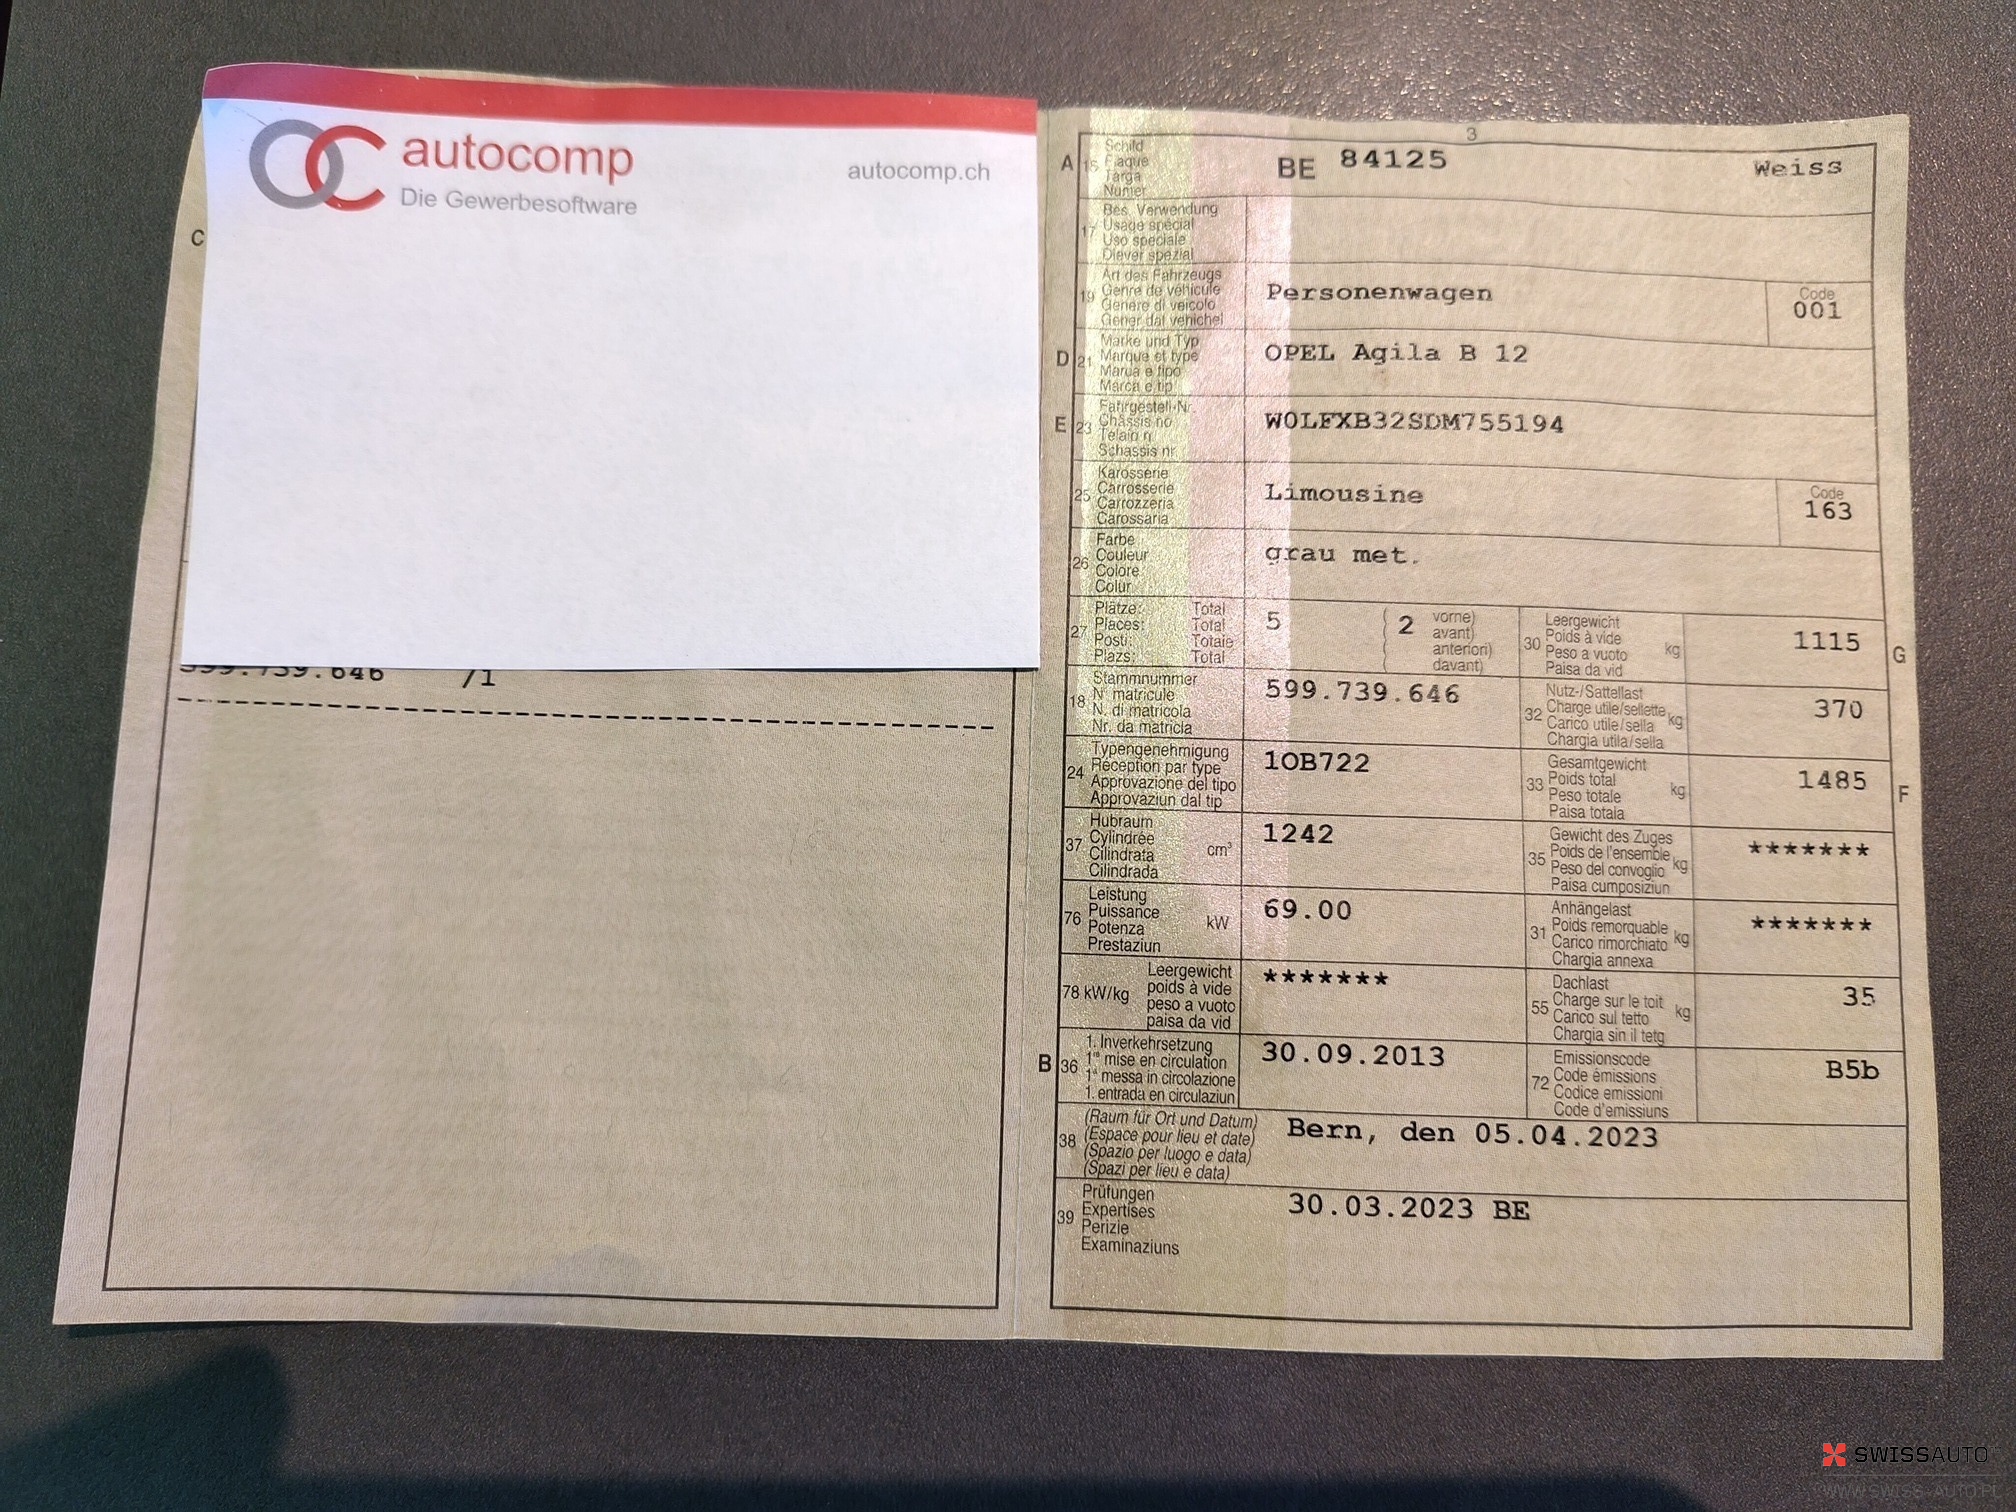 autocomp
Die Gewerbesoftware
autocomp.ch
C
599.739.646 /1
3
A 15 Schild
Plaque
Targa
Numer
BE 84125 Weiss
17 Bes. Verwendung
Usage spécial
Uso speciale
Diever spezial
19 Art des Fahrzeugs
Genre de véhicule
Genere di veicolo
Gener dal vehichel
Personenwagen
Code
001
D 21 Marke und Typ
Marque et type
Marca e tipo
Marca e tip
OPEL Agila B 12
E 23 Fahrgestell-Nr.
Châssis no
Telaio n.
Schassis nr.
W0LFXB32SDM755194
25 Karosserie
Carrosserie
Carrozzeria
Carossaria
Limousine
Code
163
26 Farbe
Couleur
Colore
Colur
grau met.
27 Plätze: Total
Places: Total
Posti: Totale
Plazs: Total
5 ( 2 vorne)
( avant)
( anteriori)
( davant)
30 Leergewicht
Poids à vide kg
Peso a vuoto
Paisa da vid
1115
G
18 Stammnummer
N° matricule
N. di matricola
Nr. da matricla
599.739.646
32 Nutz-/Sattellast
Charge utile/sellette kg
Carico utile/sella
Chargia utila/sella
370
24 Typengenehmigung
Réception par type
Approvazione del tipo
Approvaziun dal tip
1OB722
33 Gesamtgewicht
Poids total kg
Peso totale
Paisa totala
1485
F
37 Hubraum
Cylindrée
Cilindrata cm³
Cilindrada
1242
35 Gewicht des Zuges
Poids de l'ensemble kg
Peso del convoglio
Paisa cumposiziun
*******
76 Leistung
Puissance kW
Potenza
Prestaziun
69.00
31 Anhängelast
Poids remorquable kg
Carico rimorchiato
Chargia annexa
*******
78 kW/kg Leergewicht
poids à vide
peso a vuoto
paisa da vid
*******
55 Dachlast
Charge sur le toit kg
Carico sul tetto
Chargia sin il tetg
35
B 36 1. Inverkehrsetzung
1re mise en circulation
1a messa in circolazione
1. entrada en circulaziun
30.09.2013
72 Emissionscode
Code émissions
Codice emissioni
Code d'emissiuns
B5b
38 (Raum für Ort und Datum)
(Espace pour lieu et date)
(Spazio per luogo e data)
(Spazi per lieu e data)
Bern, den 05.04.2023
39 Prüfungen
Expertises
Perizie
Examinaziuns
30.03.2023 BE
SWISSAUTO
WWW.SWISS-AUTO.PL